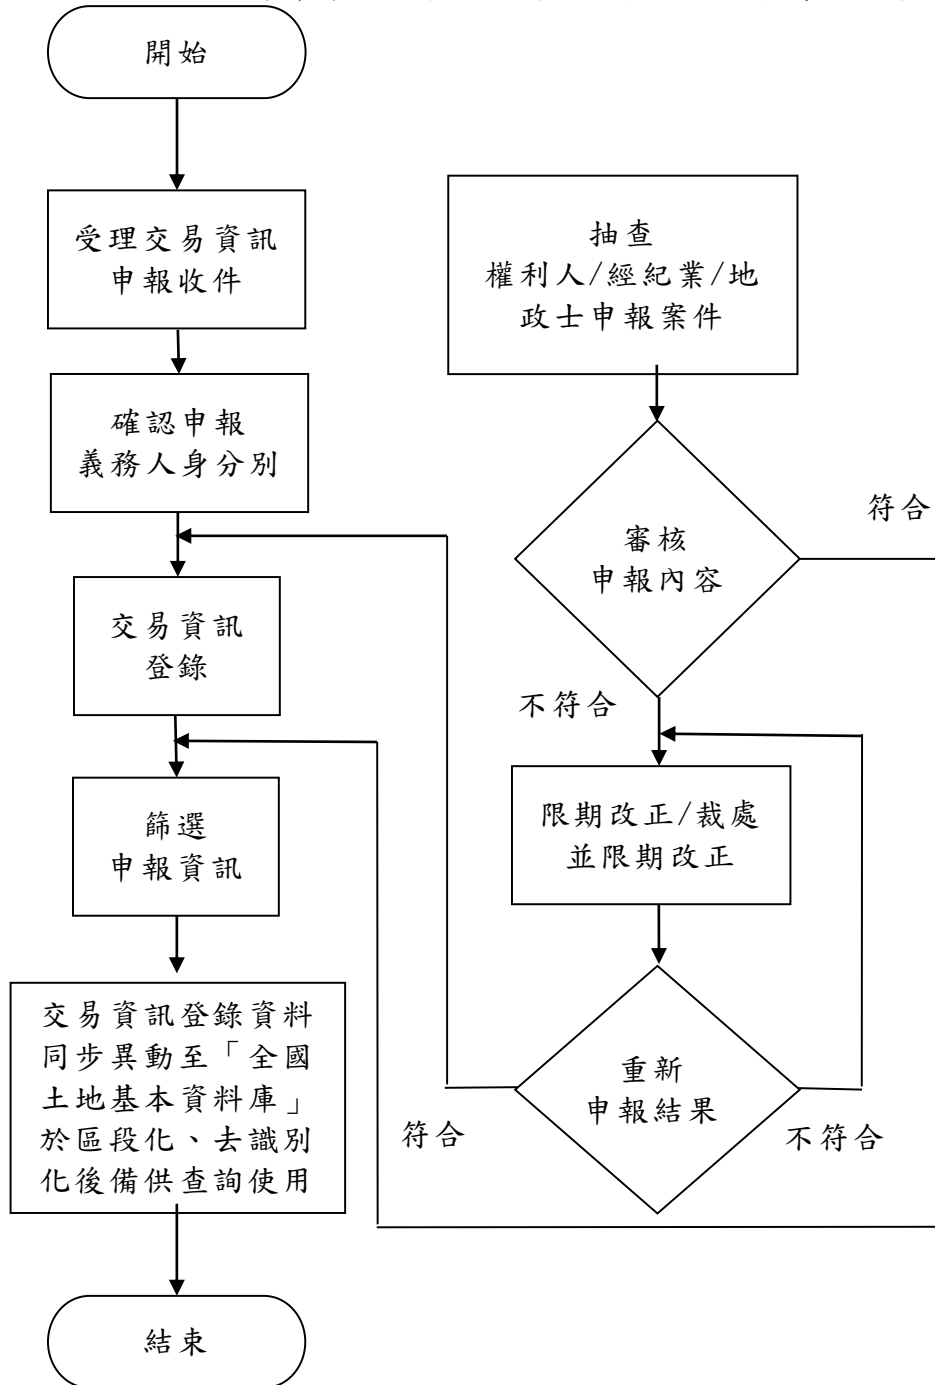 開始
受理交易資訊
申報收件
確認申報
義務人身分別
交易資訊
登錄
篩選
申報資訊
交易資訊登錄資料
同步異動至「全國
土地基本資料庫」
於區段化、去識別
化後備供查詢使用
結束
抽查
權利人/經紀業/地
政士申報案件
審核
申報內容
符合
不符合
限期改正/裁處
並限期改正
重新
申報結果
符合
不符合